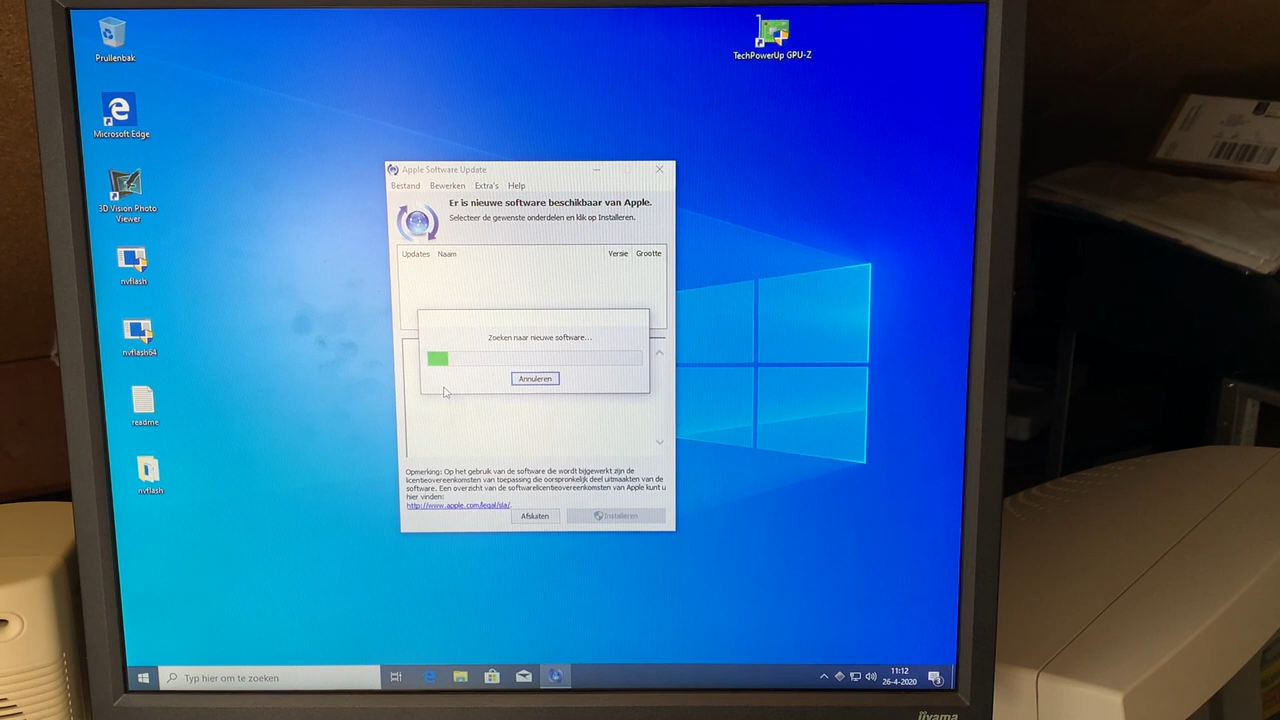 Prullenbak
TechPowerUp GPU-Z
Microsoft Edge
3D Vision Photo
Viewer
nvflash
nvflash64
readme
nvflash
Apple Software Update
Bestand Bewerken Extra's Help
Er is nieuwe software beschikbaar van Apple.
Selecteer de gewenste onderdelen en klik op Installeren.
Updates Naam Versie Grootte
Zoeken naar nieuwe software...
Annuleren
Opmerking: Op het gebruik van de software die wordt bijgewerkt zijn de
licentieovereenkomsten van toepassing die oorspronkelijk deel uitmaakten van de
software. Een overzicht van de softwarelicentieovereenkomsten van Apple kunt u
hier vinden:
http://www.apple.com/legal/sla/.
Afsluiten Installeren
Typ hier om te zoeken
11:12
26-4-2020
3
iiyama